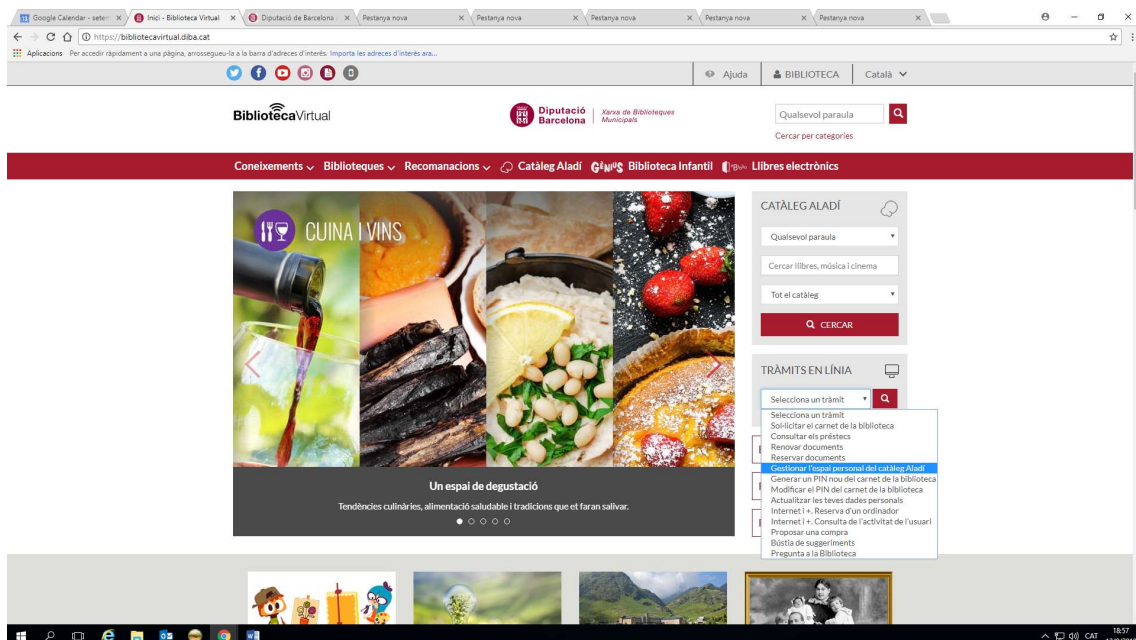 Google Calendar - setem
Inici - Biblioteca Virtual
Diputació de Barcelona
Pestanya nova
Pestanya nova
Pestanya nova
Pestanya nova
Pestanya nova
https://bibliotecavirtual.diba.cat
Aplicacions Per accedir ràpidament a una pàgina, arrossegueu-la a la barra d'adreces d'interès. Importa les adreces d'interès ara...
Ajuda
BIBLIOTECA
Català
BibliotecaVirtual
Diputació
Barcelona
Xarxa de Biblioteques
Municipals
Qualsevol paraula
Cercar per categories
Coneixements Biblioteques Recomanacions Catàleg Aladí GÈNIUS Biblioteca Infantil Llibres electrònics
CUINA I VINS
Un espai de degustació
Tendències culinàries, alimentació saludable i tradicions que et faran salivar.
CATÀLEG ALADÍ
Qualsevol paraula
Cercar llibres, música i cinema
Tot el catàleg
CERCAR
TRÀMITS EN LÍNIA
Selecciona un tràmit
Selecciona un tràmit
Sol·licitar el carnet de la biblioteca
Consultar els préstecs
Renovar documents
Reservar documents
Gestionar l'espai personal del catàleg Aladí
Generar un PIN nou del carnet de la biblioteca
Modificar el PIN del carnet de la biblioteca
Actualitzar les teves dades personals
Internet i +. Reserva d'un ordinador
Internet i +. Consulta de l'activitat de l'usuari
Proposar una compra
Bústia de suggeriments
Pregunta a la Biblioteca
CAT
18:57